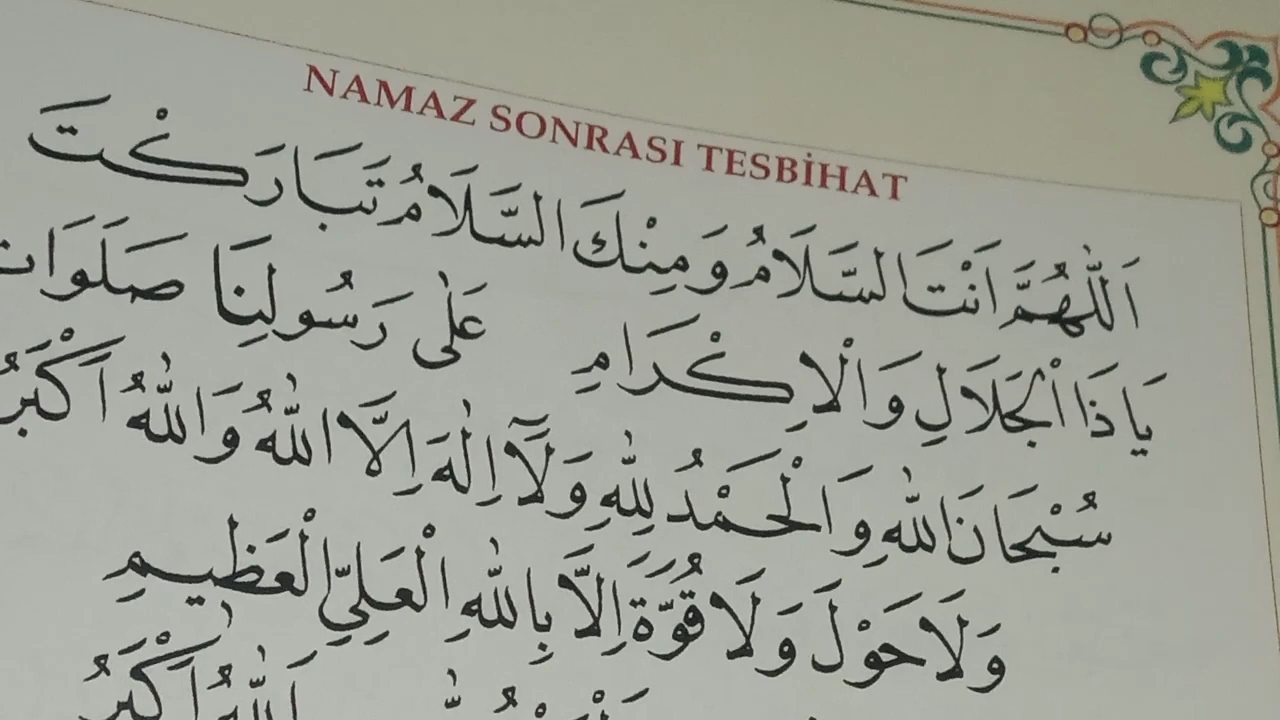 NAMAZ SONRASI TESBİHAT
اَللّٰهُمَّ اَنْتَ السَّلَامُ وَمِنْكَ السَّلَامُ تَبَارَكْتَ
يَا ذَا الْجَلَالِ وَالْاِكْرَامِ عَلٰى رَسُولِنَا
سُبْحَانَ اللّٰهِ وَالْحَمْدُ لِلّٰهِ وَلَآ اِلٰهَ اِلَّا اللّٰهُ وَاللّٰهُ اَكْبَرُ
وَلَا حَوْلَ وَلَا قُوَّةَ اِلَّا بِاللّٰهِ الْعَلِيِّ الْعَظِيمِ
اَللّٰهُ اَكْبَرُ